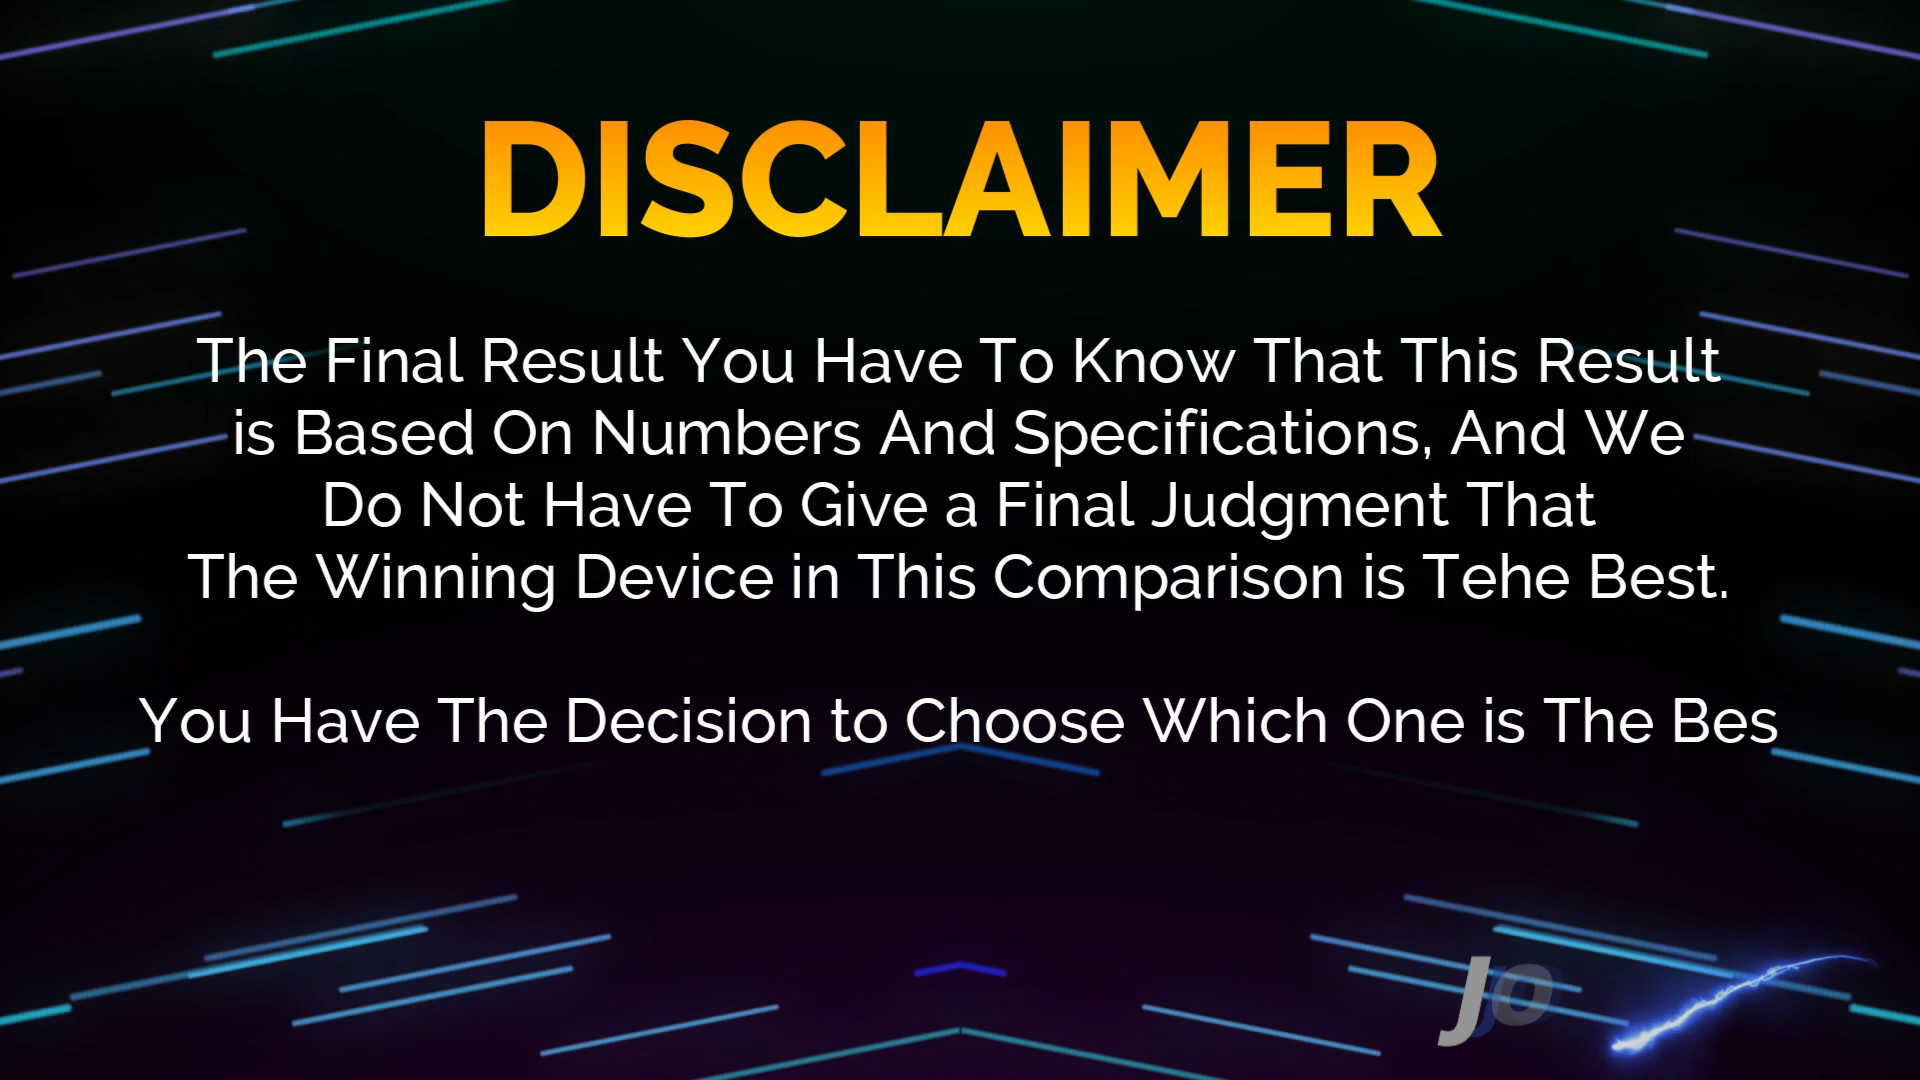 DISCLAIMER
The Final Result You Have To Know That This Result
is Based On Numbers And Specifications, And We
Do Not Have To Give a Final Judgment That
The Winning Device in This Comparison is Tehe Best.
You Have The Decision to Choose Which One is The Bes